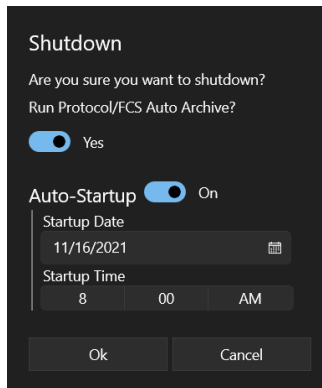 Shutdown
Are you sure you want to shutdown?
Run Protocol/FCS Auto Archive?
Yes
Auto-Startup On
Startup Date
11/16/2021
Startup Time
8 00 AM
Ok Cancel